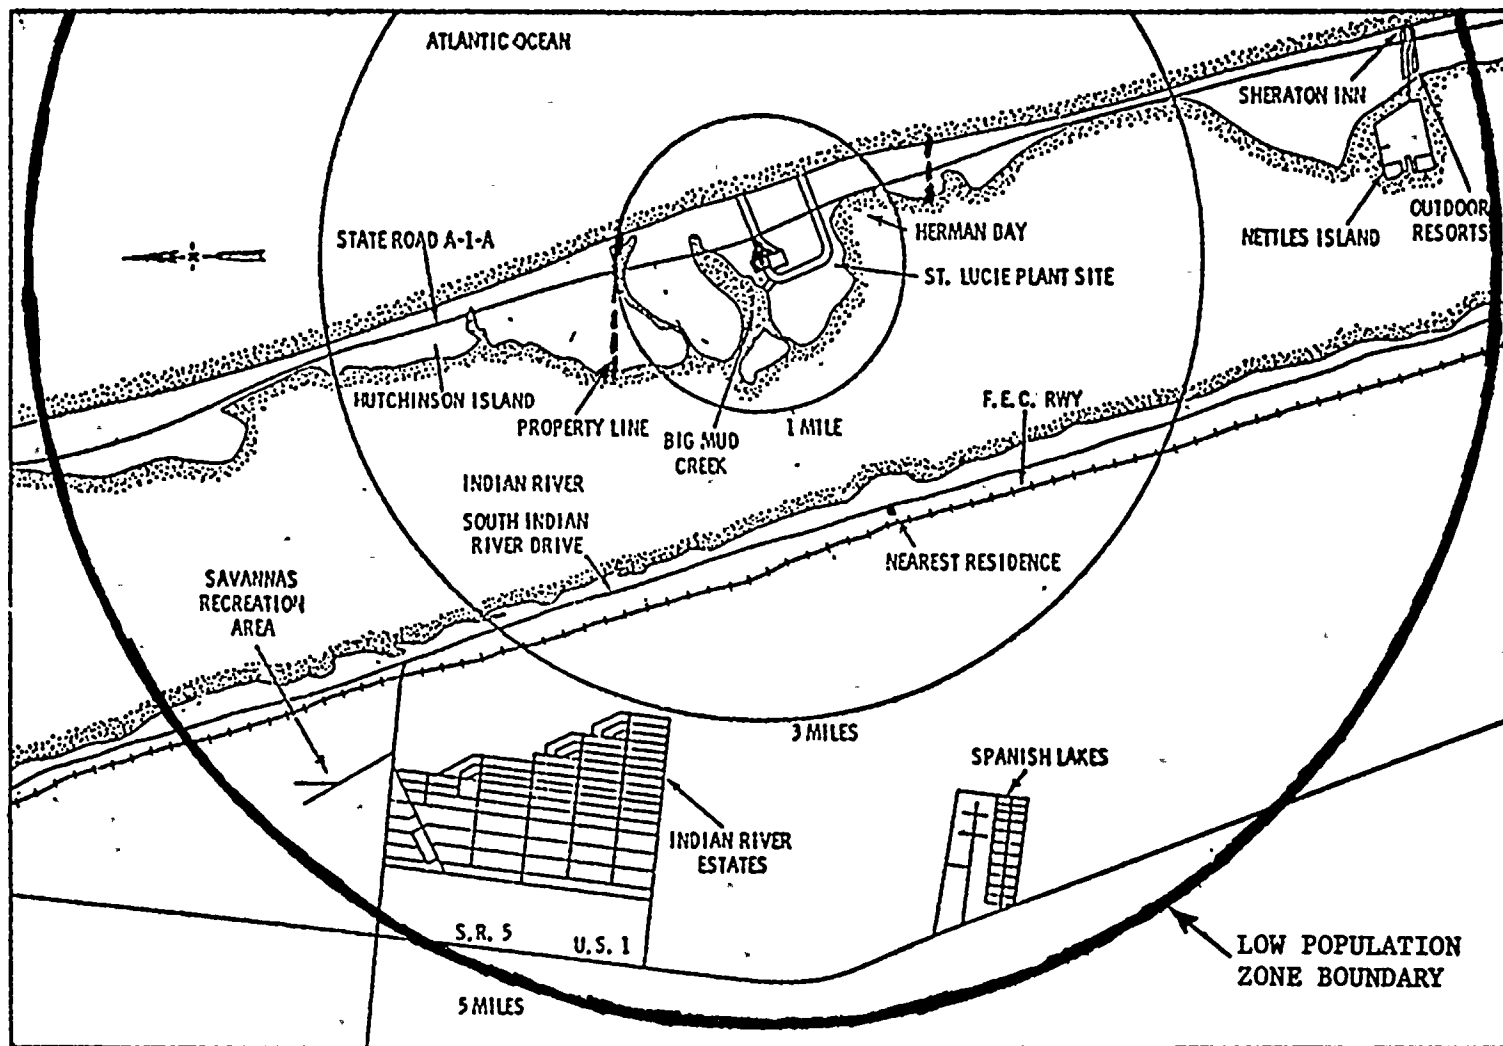 ATLANTIC OCEAN
SHERATON INN
STATE ROAD A-1-A
HERMAN BAY
NETTLES ISLAND
OUTDOOR
RESORTS
ST. LUCIE PLANT SITE
HUTCHINSON ISLAND
PROPERTY LINE
BIG MUD
CREEK
1 MILE
F.E.C. RWY
INDIAN RIVER
SOUTH INDIAN
RIVER DRIVE
NEAREST RESIDENCE
SAVANNAS
RECREATION
AREA
3 MILES
SPANISH LAKES
INDIAN RIVER
ESTATES
S.R. 5
U.S. 1
5 MILES
LOW POPULATION
ZONE BOUNDARY